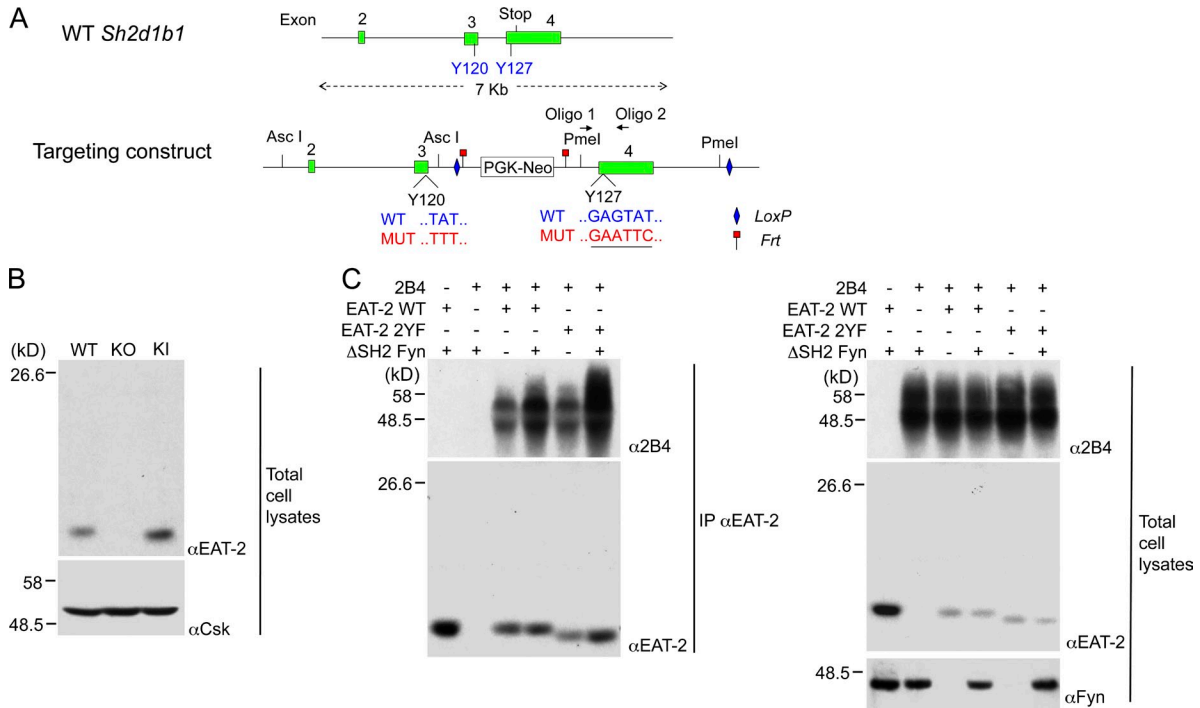 A
WT Sh2d1b1
Exon
2
3
Stop
4
Y120
Y127
7 Kb
Targeting construct
Asc I
2
3
Asc I
PGK-Neo
Oligo 1
Oligo 2
PmeI
4
PmeI
Y120
Y127
WT ..TAT..
MUT ..TTT..
WT ..GAGTAT..
MUT ..GAATTC..
LoxP
Frt
B
(kD)
WT KO KI
26.6
αEAT-2
58
48.5
αCsk
Total
cell
lysates
C
2B4 - + + + + +
EAT-2 WT + - + + - -
EAT-2 2YF - - - - + +
ΔSH2 Fyn + + - + - +
(kD)
58
48.5
α2B4
26.6
αEAT-2
IP αEAT-2
2B4 - + + + + +
EAT-2 WT + - + + - -
EAT-2 2YF - - - - + +
ΔSH2 Fyn + + - + - +
(kD)
58
48.5
α2B4
26.6
αEAT-2
48.5
αFyn
Total
cell
lysates